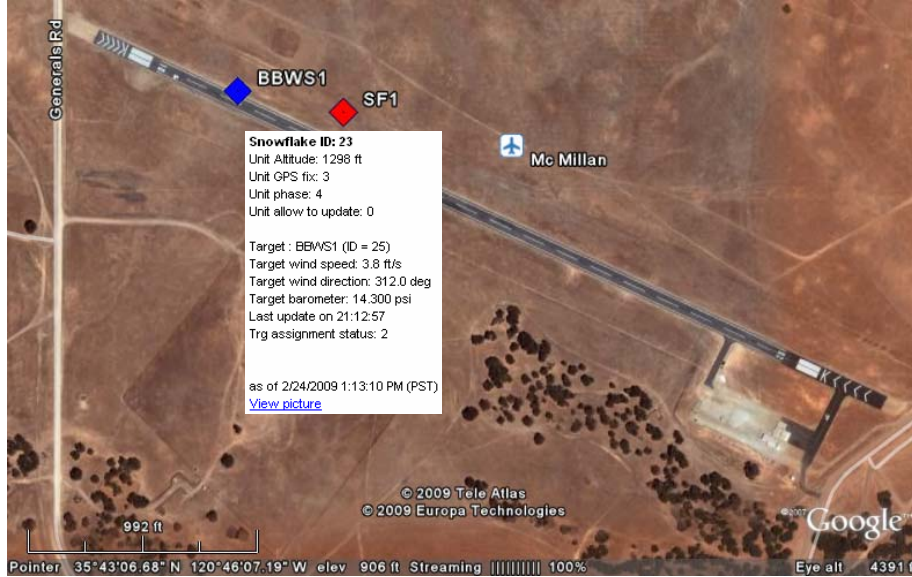 Generals Rd
BBWS1
SF1
Mc Millan
Snowflake ID: 23
Unit Altitude: 1298 ft
Unit GPS fix: 3
Unit phase: 4
Unit allow to update: 0
Target : BBWS1 (ID = 25)
Target wind speed: 3.8 ft/s
Target wind direction: 312.0 deg
Target barometer: 14.300 psi
Last update on 21:12:57
Trg assignment status: 2
as of 2/24/2009 1:13:10 PM (PST)
View picture
© 2009 Tele Atlas
© 2009 Europa Technologies
©2007 Google™
992 ft
Pointer 35°43'06.68" N 120°46'07.19" W elev 906 ft Streaming ||||||||| 100% Eye alt 4391 f